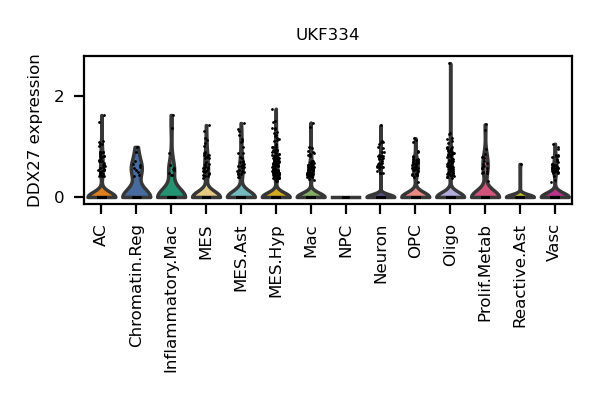 UKF334
DDX27 expression
2
0
AC
Chromatin.Reg
Inflammatory.Mac
MES
MES.Ast
MES.Hyp
Mac
NPC
Neuron
OPC
Oligo
Prolif.Metab
Reactive.Ast
Vasc